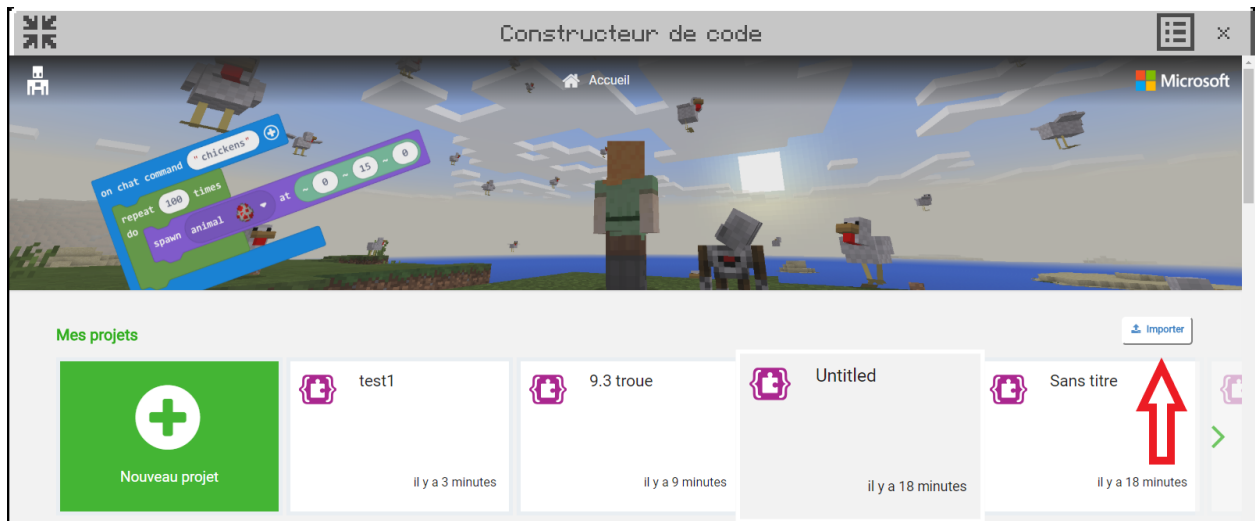 Constructeur de code
×
Accueil
Microsoft
on chat command "chickens"
repeat 100 times
do spawn animal at ~ 0 ~ 15 ~ 0
Mes projets
Importer
Nouveau projet
test1
il y a 3 minutes
9.3 troue
il y a 9 minutes
Untitled
il y a 18 minutes
Sans titre
il y a 18 minutes